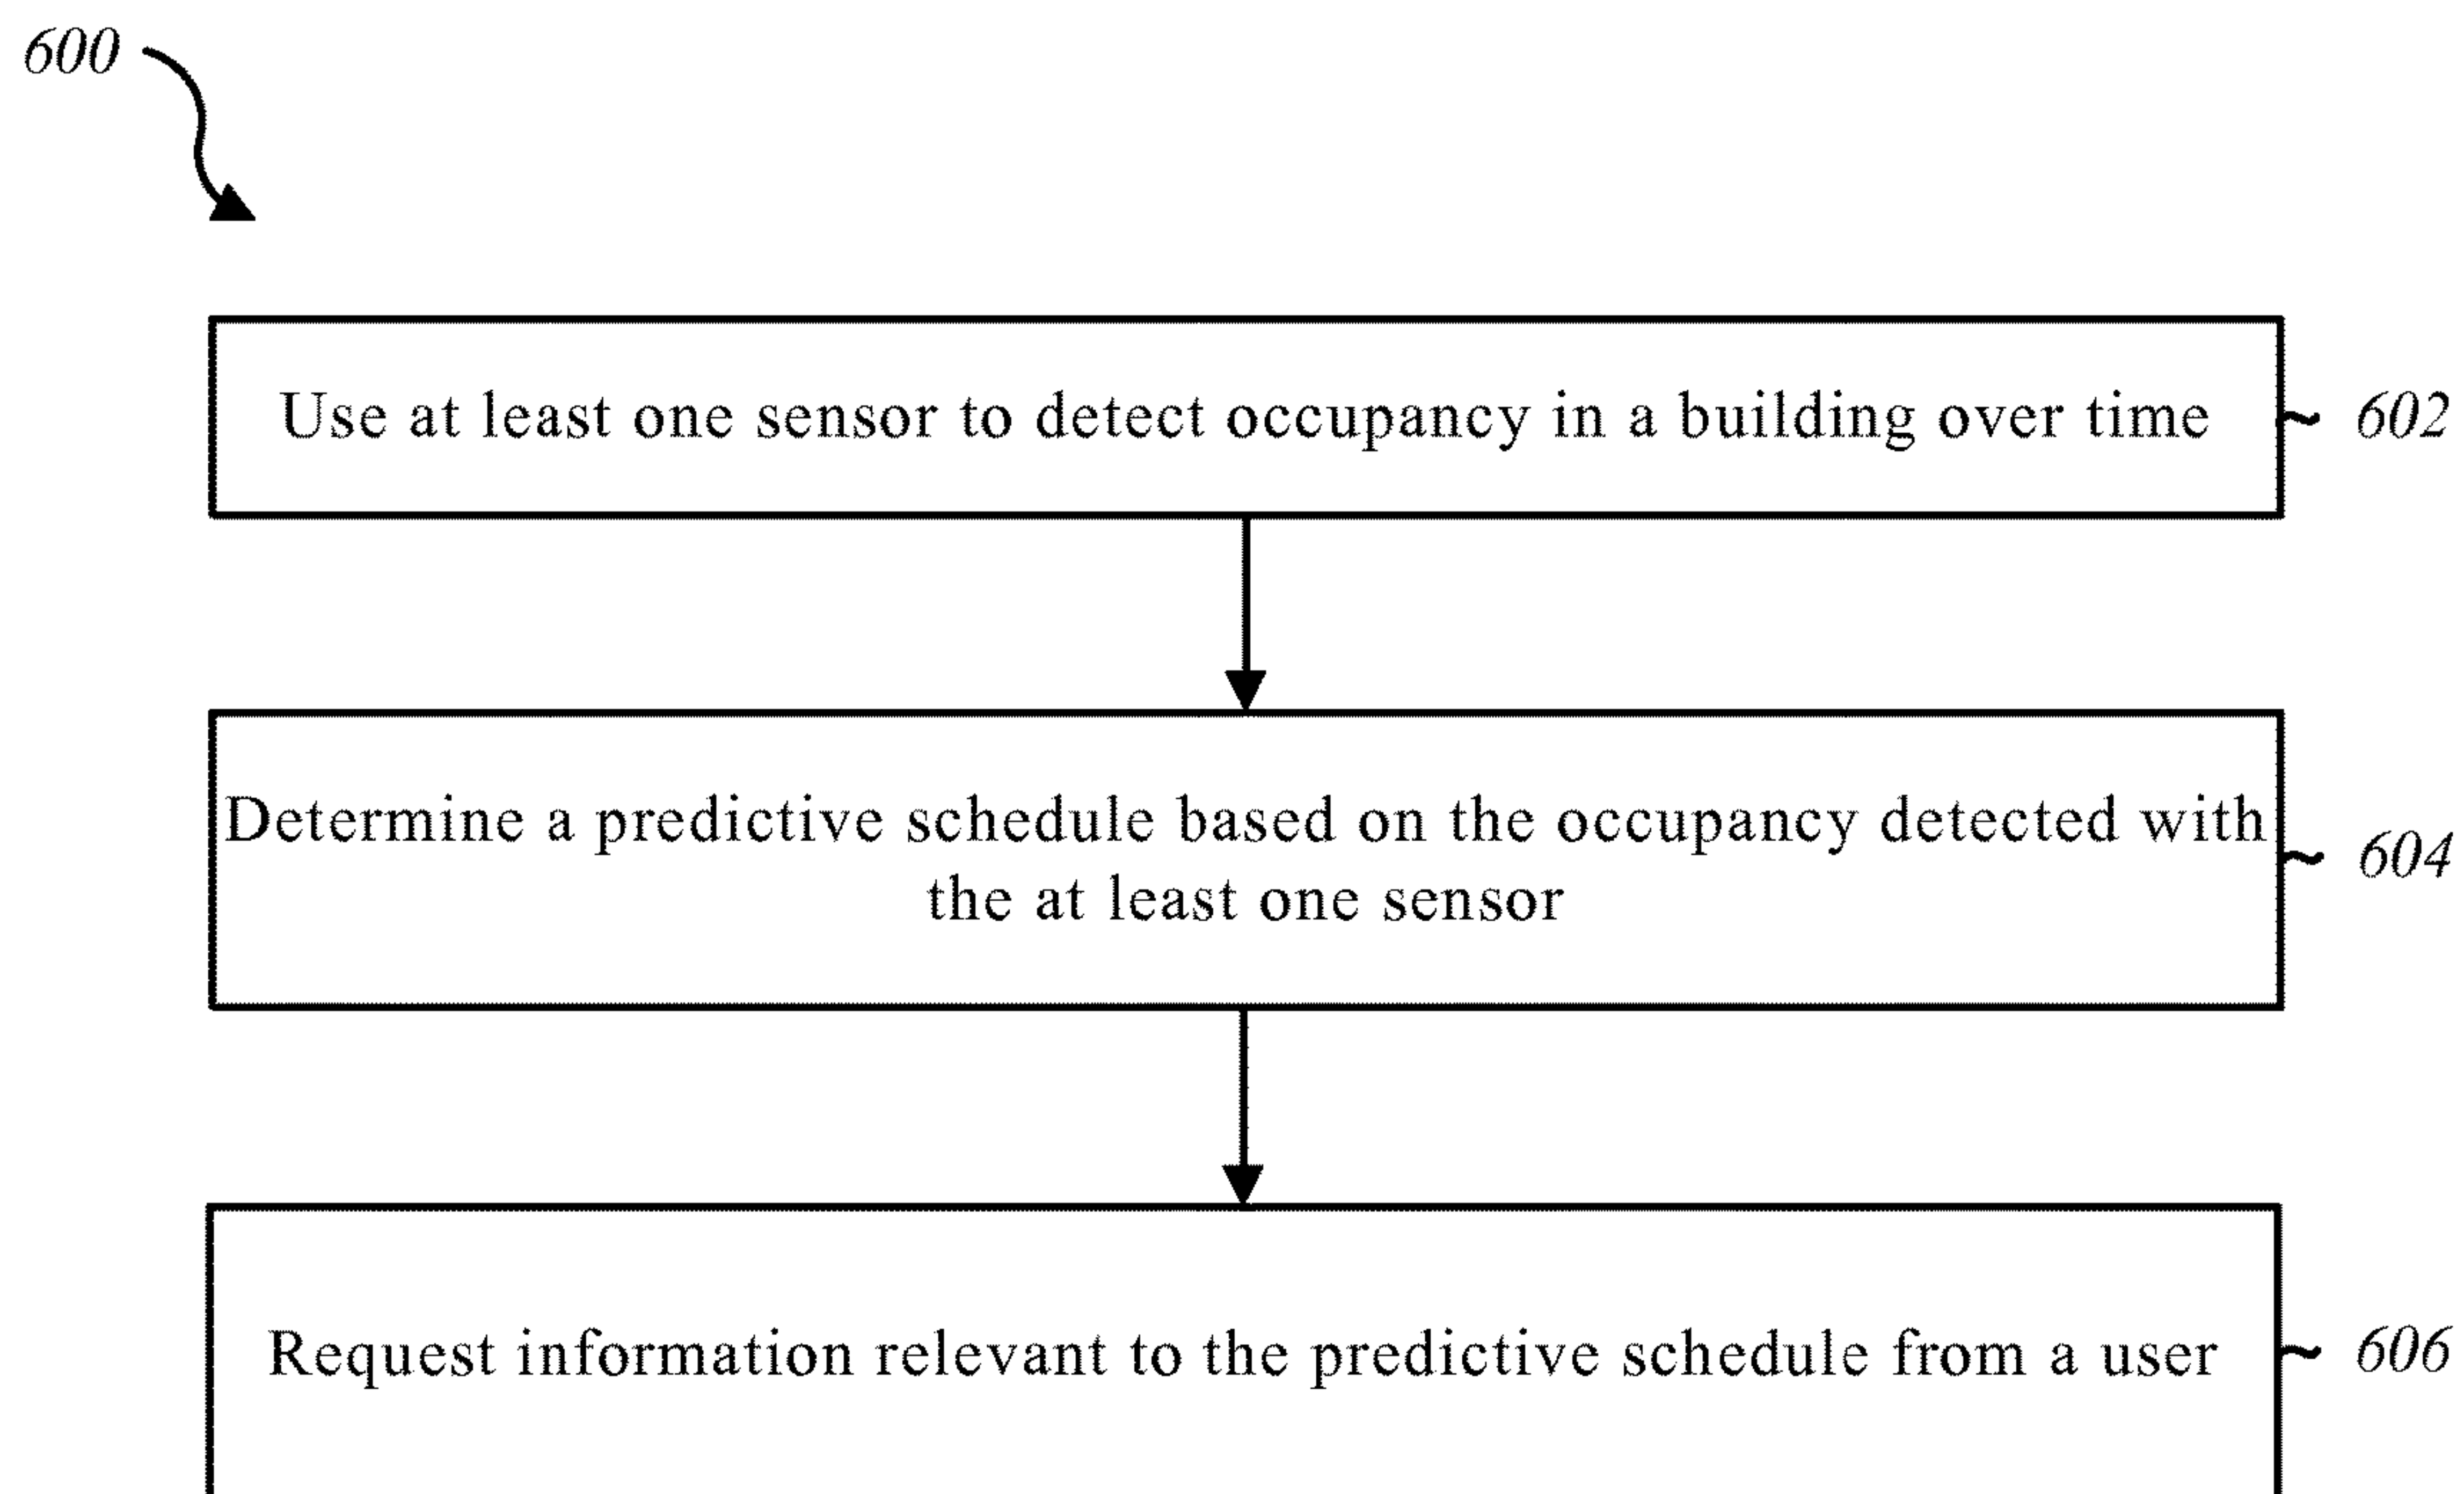 600
Use at least one sensor to detect occupancy in a building over time
602
Determine a predictive schedule based on the occupancy detected with
the at least one sensor
604
Request information relevant to the predictive schedule from a user
606